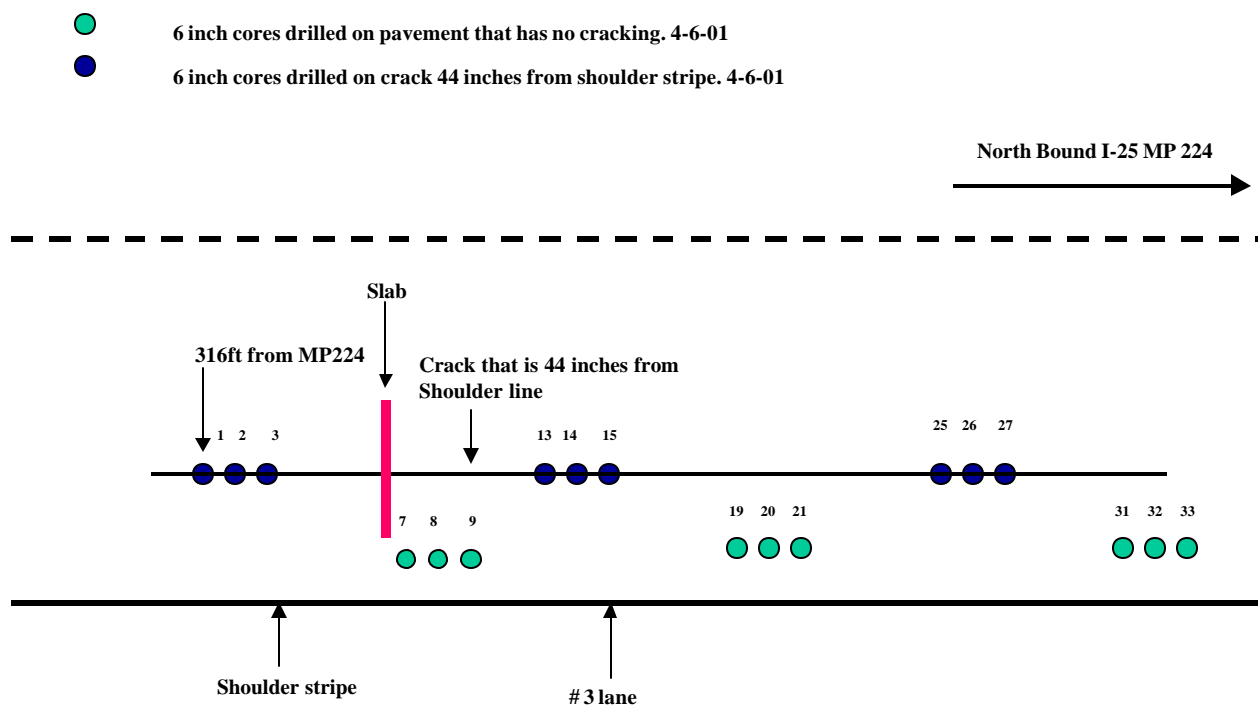 6 inch cores drilled on pavement that has no cracking. 4-6-01
6 inch cores drilled on crack 44 inches from shoulder stripe. 4-6-01
North Bound I-25 MP 224
Slab
316ft from MP224
Crack that is 44 inches from
Shoulder line
1 2 3
13 14 15
25 26 27
7 8 9
19 20 21
31 32 33
Shoulder stripe
#3 lane